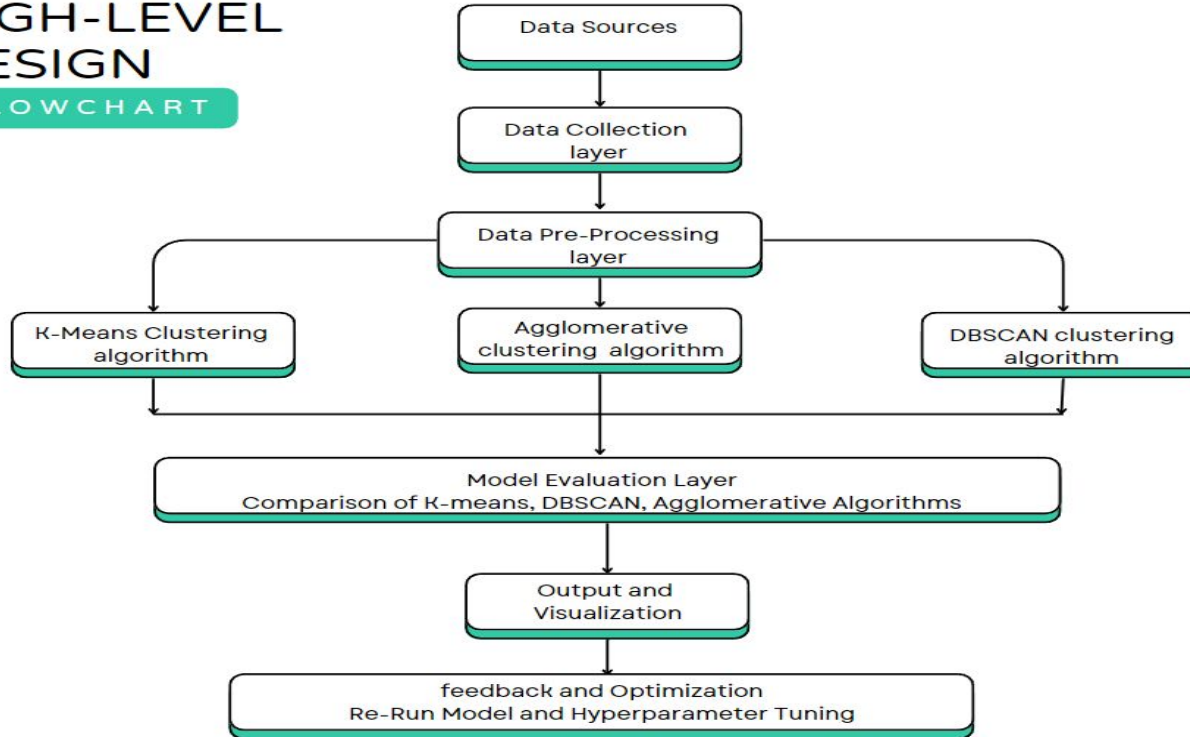 GH-LEVEL
ESIGN
LOWCHART
Data Sources
Data Collection
layer
Data Pre-Processing
layer
K-Means Clustering
algorithm
Agglomerative
clustering algorithm
DBSCAN clustering
algorithm
Model Evaluation Layer
Comparison of K-means, DBSCAN, Agglomerative Algorithms
Output and
Visualization
feedback and Optimization
Re-Run Model and Hyperparameter Tuning